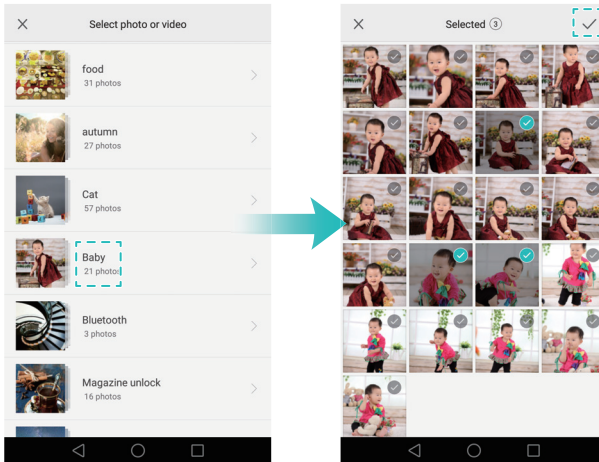 Select photo or video
food
31 photos
autumn
27 photos
Cat
57 photos
Baby
21 photos
Bluetooth
3 photos
Magazine unlock
16 photos
Selected 3